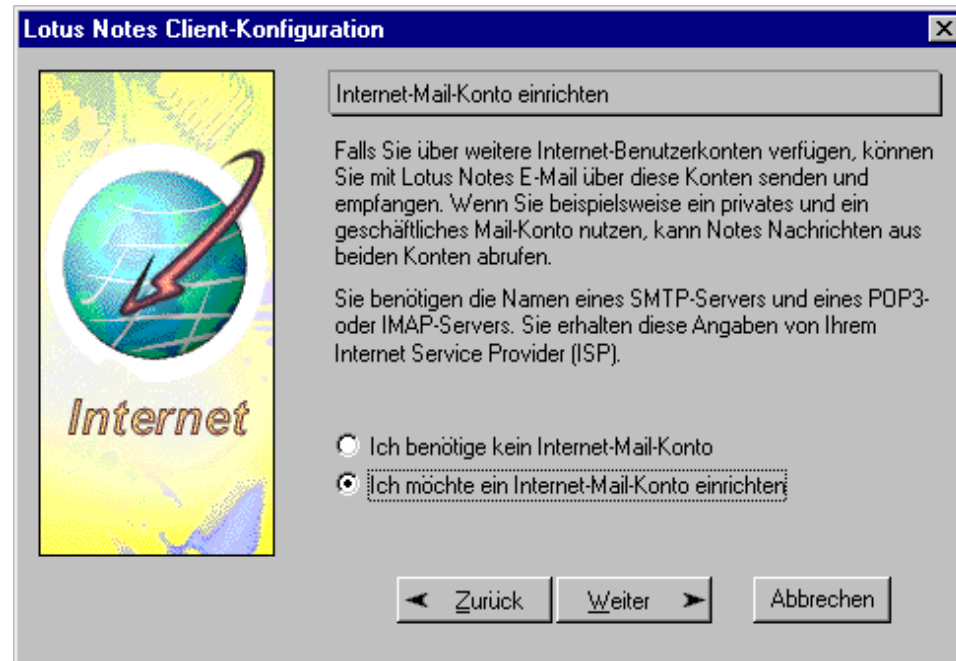 Lotus Notes Client-Konfiguration
Internet-Mail-Konto einrichten
Falls Sie über weitere Internet-Benutzerkonten verfügen, können
Sie mit Lotus Notes E-Mail über diese Konten senden und
empfangen. Wenn Sie beispielsweise ein privates und ein
geschäftliches Mail-Konto nutzen, kann Notes Nachrichten aus
beiden Konten abrufen.
Sie benötigen die Namen eines SMTP-Servers und eines POP3-
oder IMAP-Servers. Sie erhalten diese Angaben von Ihrem
Internet Service Provider (ISP).
Internet
Ich benötige kein Internet-Mail-Konto
Ich möchte ein Internet-Mail-Konto einrichten
Zurück Weiter Abbrechen